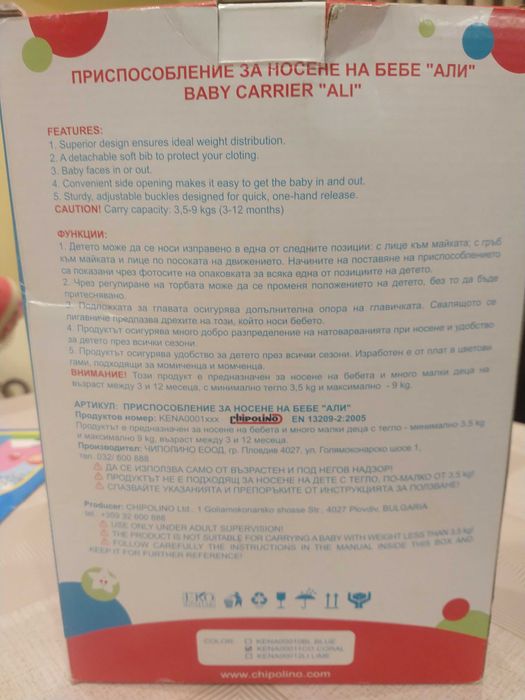 ПРИСПОСОБЛЕНИЕ ЗА НОСЕНЕ НА БЕБЕ "АЛИ"
BABY CARRIER "ALI"
FEATURES:
1. Superior design ensures ideal weight distribution.
2. A detachable soft bib to protect your cloting.
3. Baby faces in or out.
4. Convenient side opening makes it easy to get the baby in and out.
5. Sturdy, adjustable buckles designed for quick, one-hand release.
CAUTION! Carry capacity: 3,5-9 kgs (3-12 months)
ФУНКЦИИ:
1. Детето може да се носи изправено в една от следните позиции: с лице към майката; с гръб
към майката и лице по посоката на движението. Начините на поставяне на приспособлението
са показани чрез фотосите на опаковката за всяка една от позициите на детето.
2. Чрез регулиране на торбата може да се променя положението на детето, без то да бъде
притеснявано.
3. Подложката за главата осигурява допълнителна опора на главичката. Свалящото се
лигавниче предпазва дрехите на този, който носи бебето.
4. Продуктът осигурява много добро разпределение на натоварванията при носене и удобство
за детето през всички сезони.
5. Продуктът осигурява удобство за детето през всички сезони. Изработен е от плат в цветови
гами, подходящи за момиченца и момченца.
ВНИМАНИЕ! Този продукт е предназначен за носене на бебета и много малки деца на
възраст между 3 и 12 месеца, с минимално тегло 3,5 kg и максимално - 9 kg.
АРТИКУЛ: ПРИСПОСОБЛЕНИЕ ЗА НОСЕНЕ НА БЕБЕ "АЛИ"
Продуктов номер: KENA0001xxx chipolino EN 13209-2:2005
Продуктът е предназначен за носене на бебета и много малки деца с тегло - минимално 3.5 kg
и максимално 9 kg, възраст между 3 и 12 месеца.
Производител: ЧИПОЛИНО ЕООД, гр. Пловдив 4027, ул. Голямоконарско шосе 1,
тел. 032/ 600 888
ДА СЕ ИЗПОЛЗВА САМО ОТ ВЪЗРАСТЕН И ПОД НЕГОВ НАДЗОР!
ПРОДУКТЪТ НЕ Е ПОДХОДЯЩ ЗА НОСЕНЕ НА ДЕТЕ С ТЕГЛО, ПО-МАЛКО ОТ 3,5 kg!
СПАЗВАЙТЕ УКАЗАНИЯТА И ПРЕПОРЪКИТЕ ОТ ИНСТРУКЦИЯТА ЗА ПОЛЗВАНЕ!
Producer: CHIPOLINO Ltd., 1 Goliamokonarsko shosse Str., 4027 Plovdiv, BULGARIA
tel. +359 32 600 888
USE ONLY UNDER ADULT SUPERVISION!
THE PRODUCT IS NOT SUITABLE FOR CARRYING A BABY WITH WEIGHT LESS THAN 3,5 kg!
FOLLOW CAREFULLY THE INSTRUCTIONS IN THE MANUAL INSIDE THIS BOX AND
KEEP IT FOR FURTHER REFERENCE!
EKO
COLOR: KENA00010BL BLUE
KENA00011CO CORAL
KENA00012LI LIME
www.chipolino.com